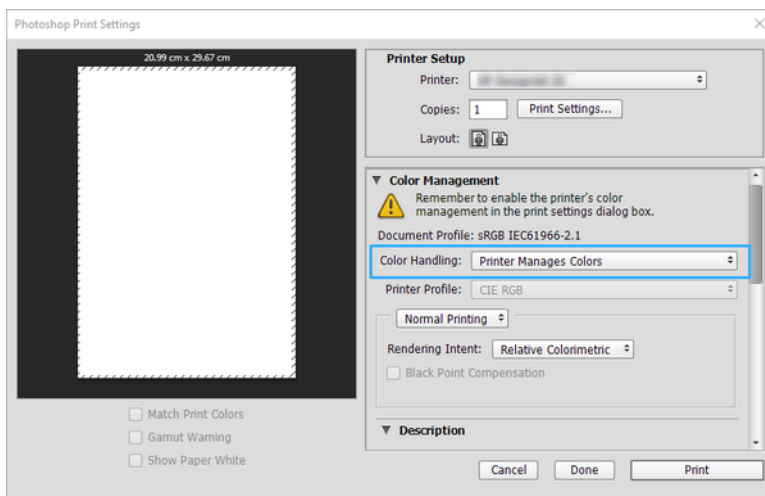 Photoshop Print Settings
20.99 cm x 29.67 cm
Match Print Colors
Gamut Warning
Show Paper White
Printer Setup
Printer:
Copies: 1 Print Settings...
Layout:
Color Management
Remember to enable the printer's color
management in the print settings dialog box.
Document Profile: sRGB IEC61966-2.1
Color Handling: Printer Manages Colors
Printer Profile: CIE RGB
Normal Printing
Rendering Intent: Relative Colorimetric
Black Point Compensation
Description
Cancel Done Print